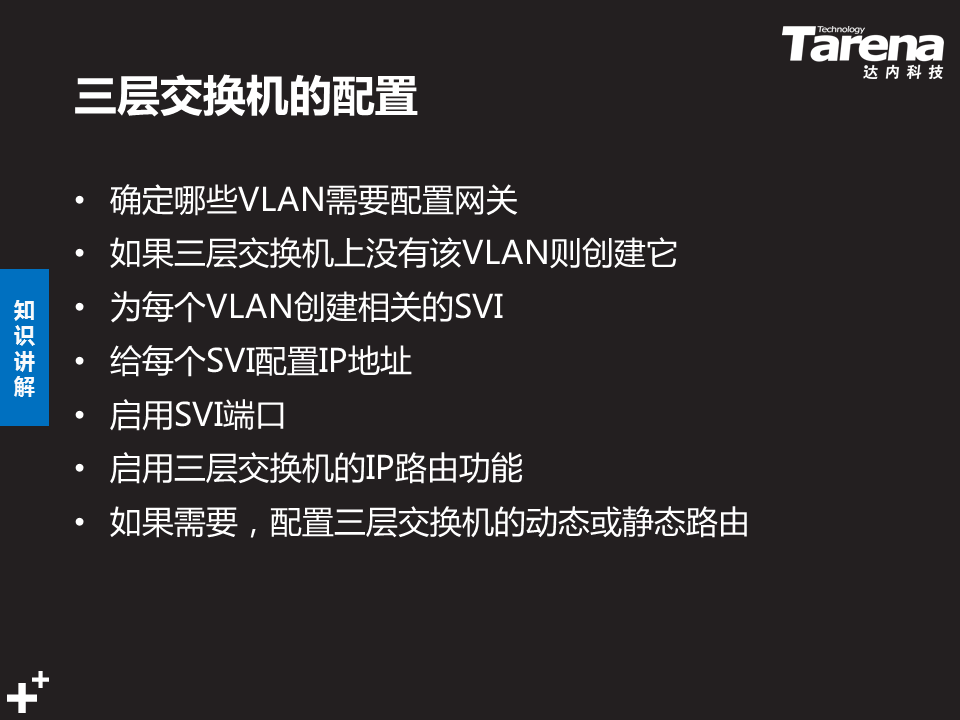 Technology
Tarena
达内科技
三层交换机的配置
• 确定哪些VLAN需要配置网关
• 如果三层交换机上没有该VLAN则创建它
• 为每个VLAN创建相关的SVI
• 给每个SVI配置IP地址
• 启用SVI端口
• 启用三层交换机的IP路由功能
• 如果需要，配置三层交换机的动态或静态路由
知识讲解